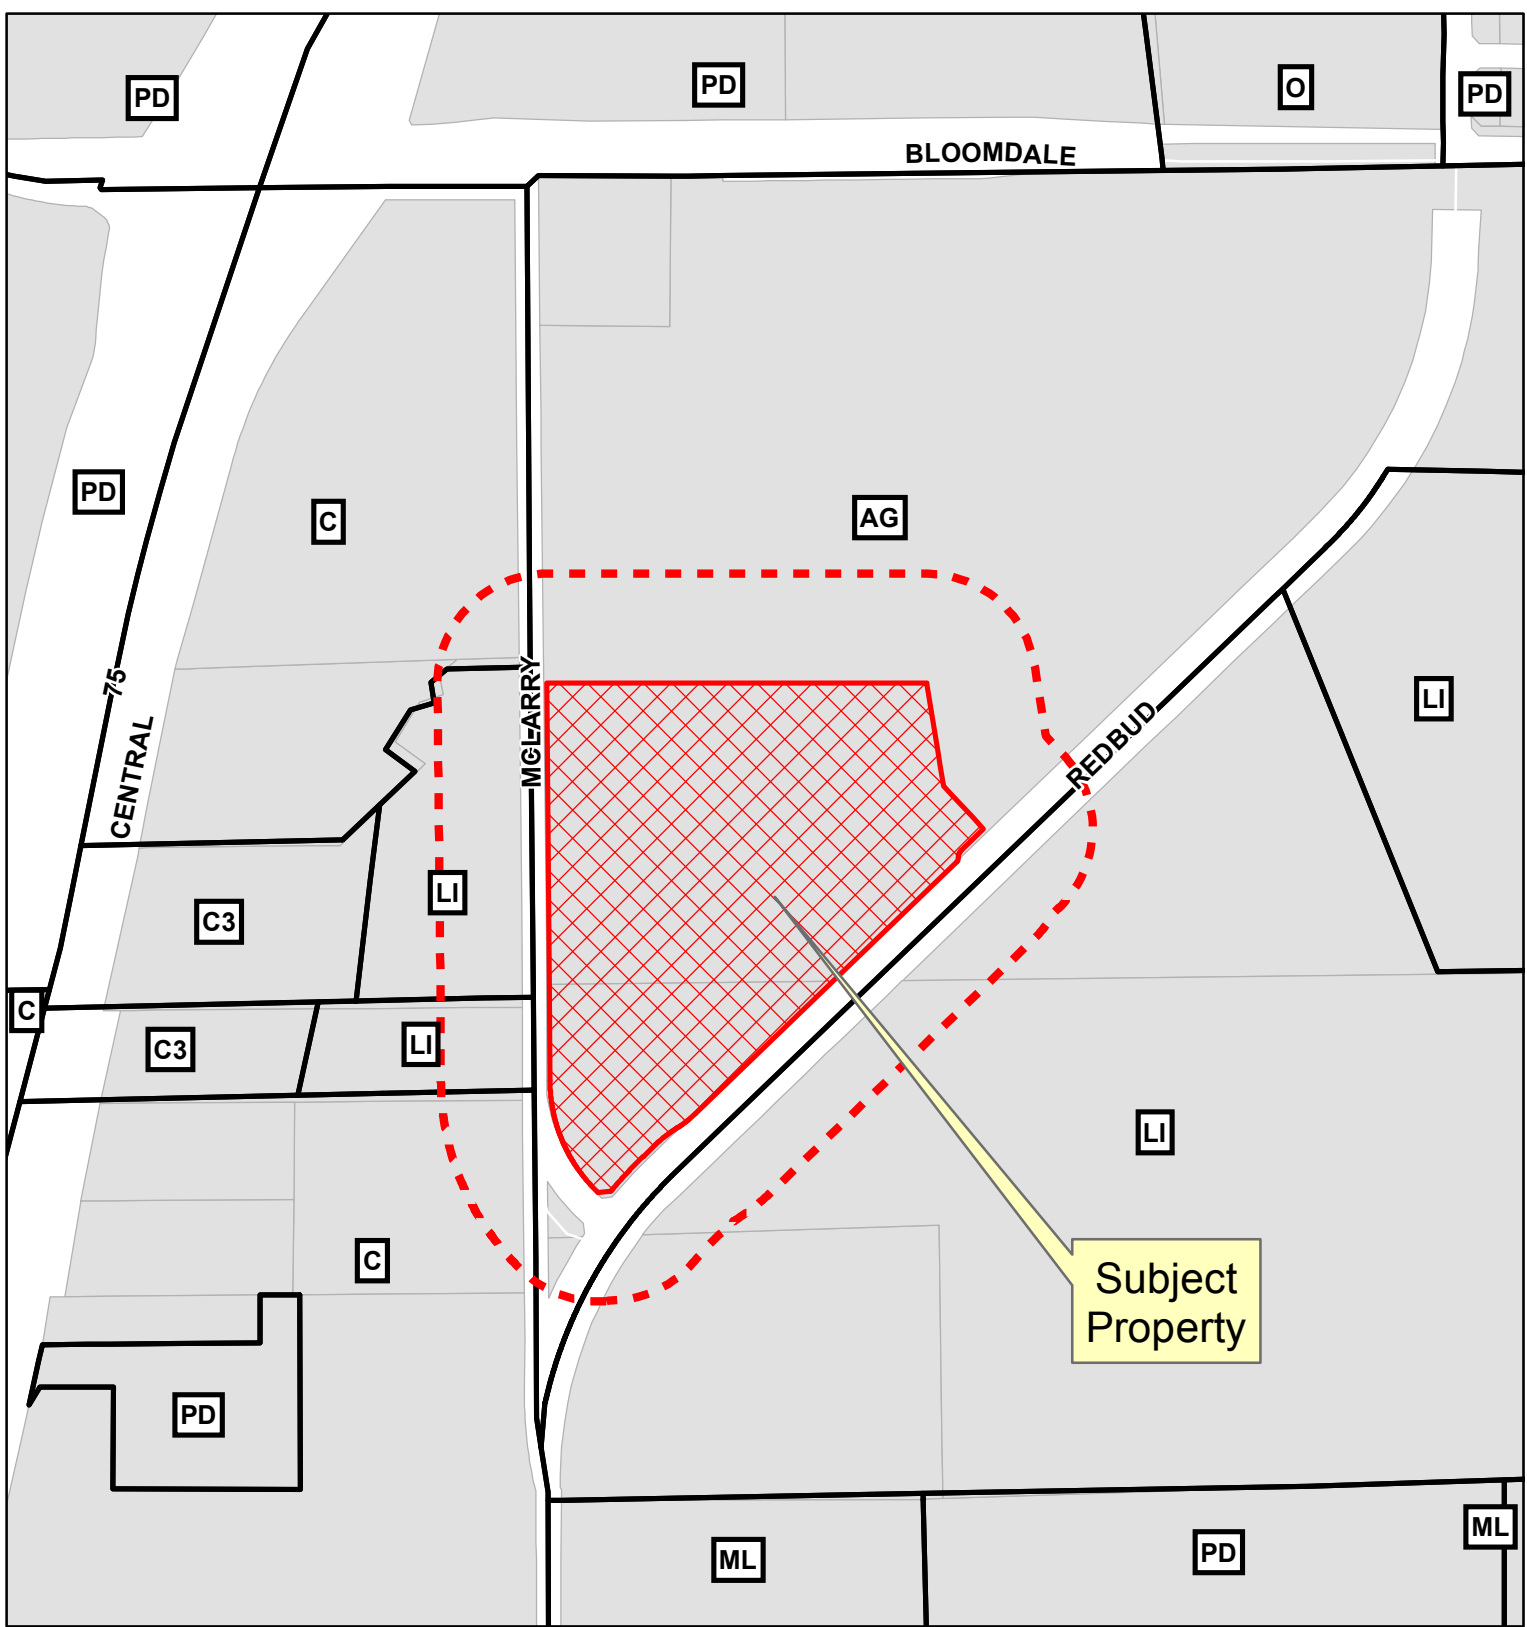 PD
PD
O
PD
BLOOMDALE
PD
C
AG
75
CENTRAL
MCLARRY
REDBUD
LI
LI
C3
C
C3
LI
LI
C
Subject
Property
PD
ML
PD
ML